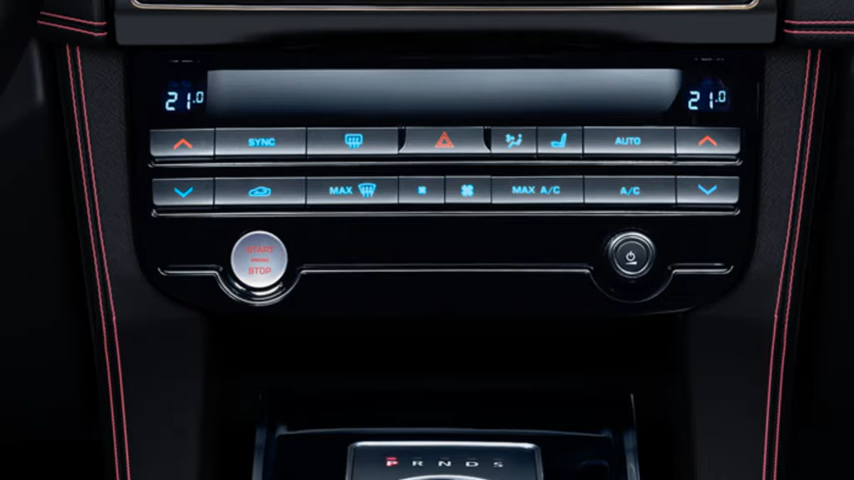 21.0 21.0
SYNC AUTO
MAX MAX A/C A/C
START
STOP
P R N D S